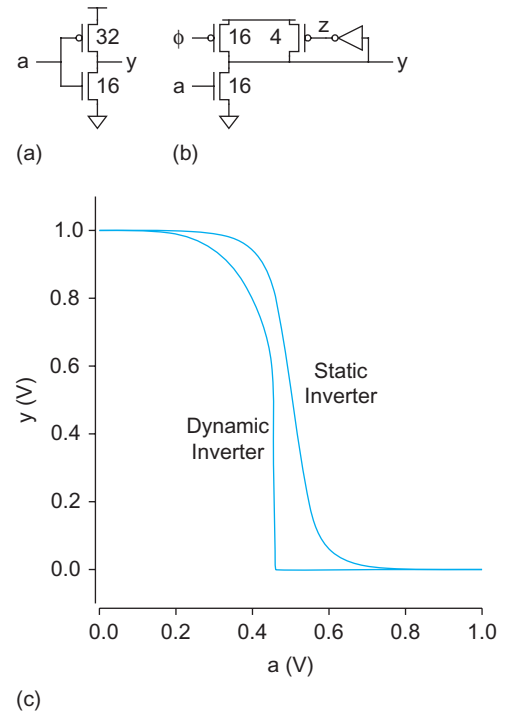 a
32
y
16
(a)
ϕ
16
4
z
y
a
16
(b)
y (V)
1.0
0.8
0.6
0.4
0.2
0.0
Static
Inverter
Dynamic
Inverter
0.0 0.2 0.4 0.6 0.8 1.0
a (V)
(c)